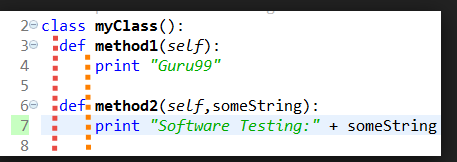 2 class myClass():
3 def method1(self):
4 print "Guru99"
5
6 def method2(self,someString):
7 print "Software Testing:" + someString
8